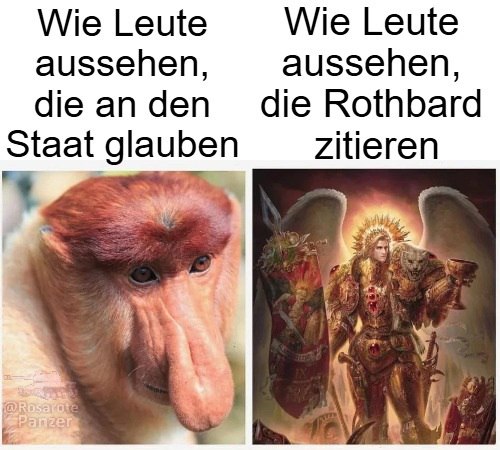 Wie Leute
aussehen,
die an den
Staat glauben
Wie Leute
aussehen,
die Rothbard
zitieren
@Rosarote
Panzer